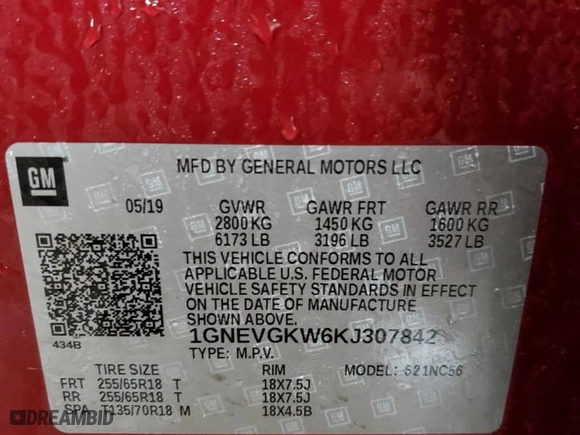 GM
MFD BY GENERAL MOTORS LLC
05/19 GVWR GAWR FRT GAWR RR
2800 KG 1450 KG 1600 KG
6173 LB 3196 LB 3527 LB
THIS VEHICLE CONFORMS TO ALL
APPLICABLE U.S. FEDERAL MOTOR
VEHICLE SAFETY STANDARDS IN EFFECT
ON THE DATE OF MANUFACTURE
SHOWN ABOVE.
434B
1GNEVGKW6KJ307842
TYPE: M.P.V. MODEL: 621NC56
TIRE SIZE RIM
FRT 255/65R18 T 18X7.5J
RR 255/65R18 T 18X7.5J
SPA T135/70R18 M 18X4.5B
DREAMBID